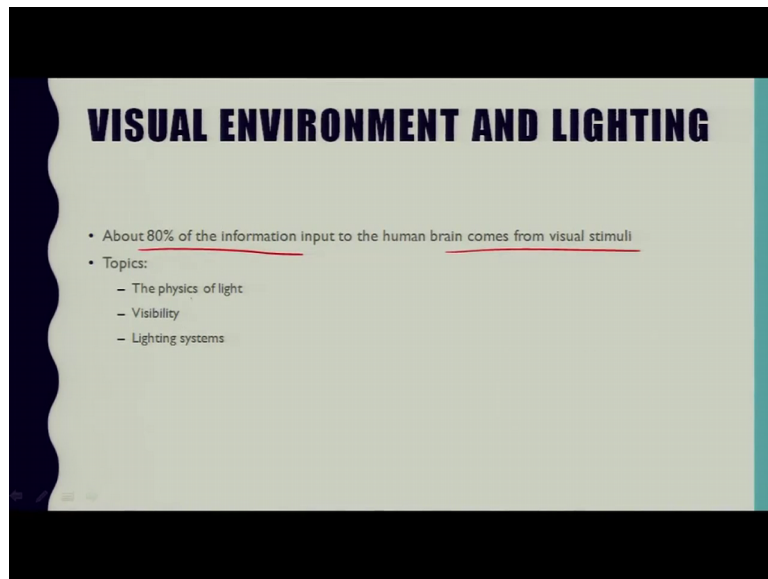 VISUAL ENVIRONMENT AND LIGHTING
• About 80% of the information input to the human brain comes from visual stimuli
• Topics:
– The physics of light
– Visibility
– Lighting systems